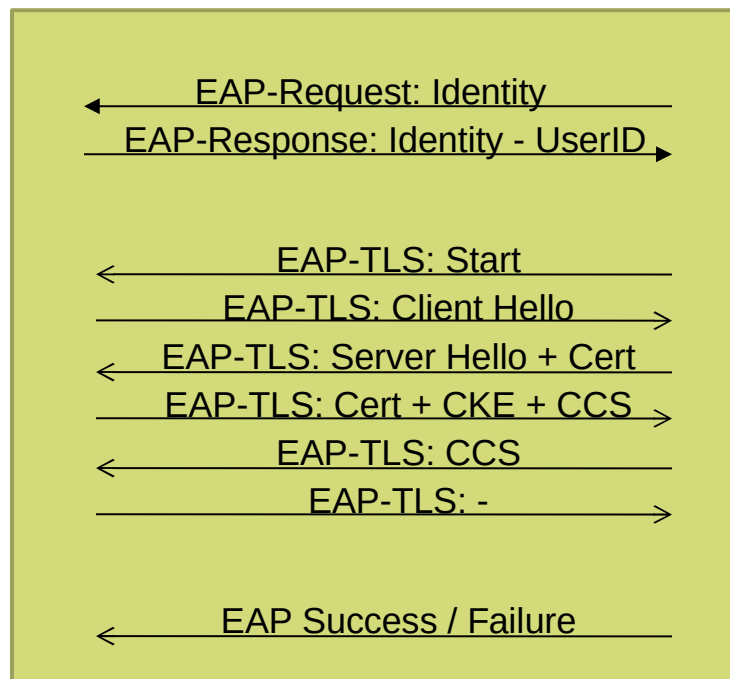 EAP-Request: Identity
EAP-Response: Identity - UserID
EAP-TLS: Start
EAP-TLS: Client Hello
EAP-TLS: Server Hello + Cert
EAP-TLS: Cert + CKE + CCS
EAP-TLS: CCS
EAP-TLS: -
EAP Success / Failure